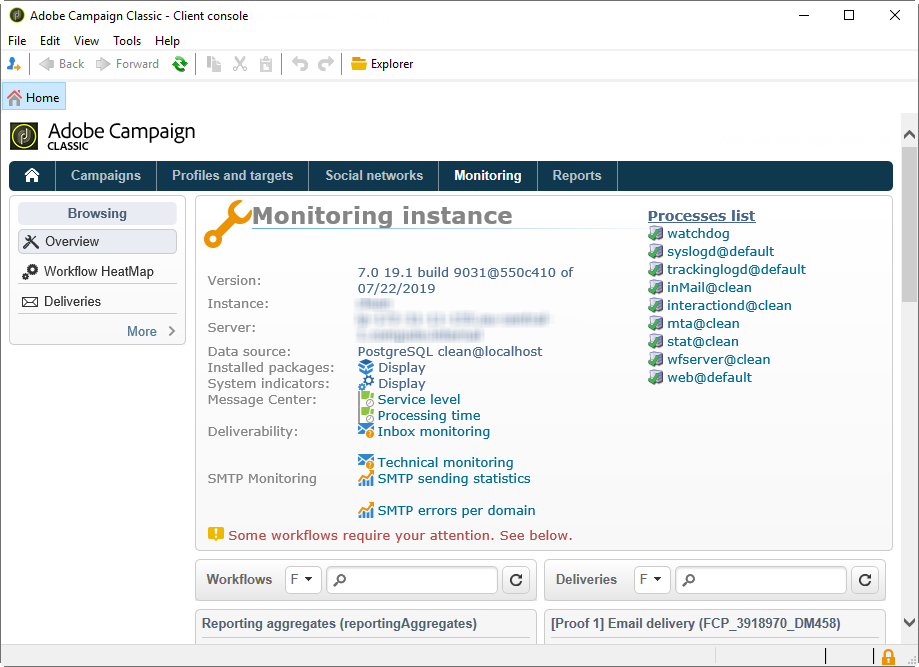 Adobe Campaign Classic - Client console
File Edit View Tools Help
Back Forward Explorer
Home
Adobe Campaign
CLASSIC
Campaigns Profiles and targets Social networks Monitoring Reports
Browsing
Overview
Workflow HeatMap
Deliveries
More
Monitoring instance
Version: 7.0 19.1 build 9031@550c410 of
07/22/2019
Instance:
Server:
Data source: PostgreSQL clean@localhost
Installed packages: Display
System indicators: Display
Message Center: Service level
Processing time
Deliverability: Inbox monitoring
Technical monitoring
SMTP Monitoring SMTP sending statistics
SMTP errors per domain
Some workflows require your attention. See below.
Processes list
watchdog
syslogd@default
trackinglogd@default
inMail@clean
interactiond@clean
mta@clean
stat@clean
wfserver@clean
web@default
Workflows F
Deliveries F
Reporting aggregates (reportingAggregates)
[Proof 1] Email delivery (FCP_3918970_DM458)